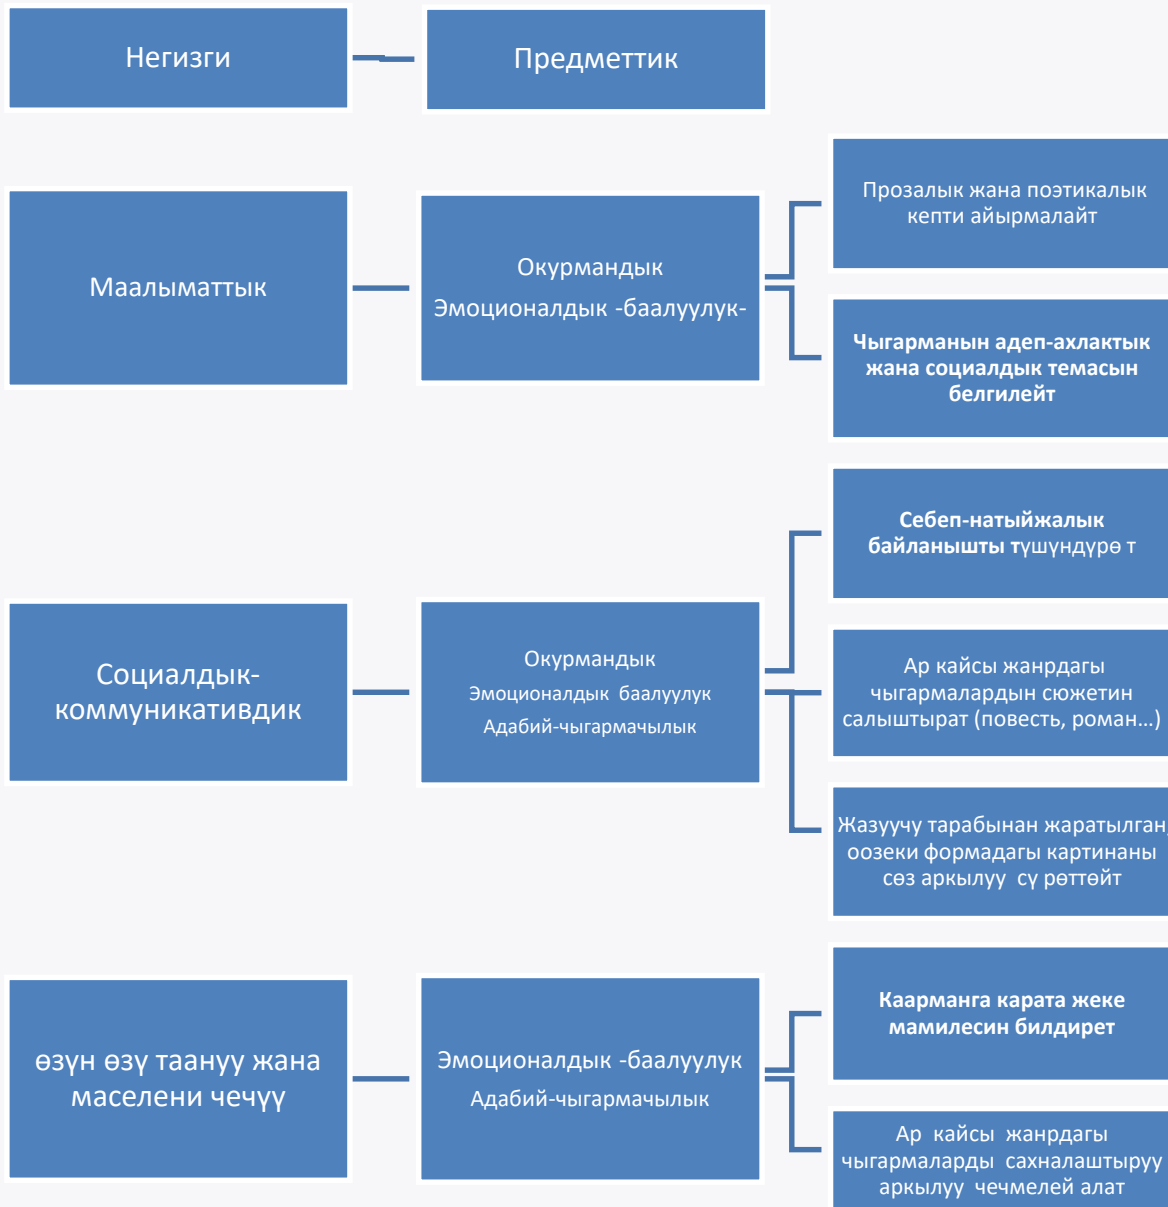 Негизги
Предметтик
Маалыматтык
Окурмандык
Эмоционалдык -баалуулук-
Прозалык жана поэтикалык
кепти айырмалайт
Чыгарманын адеп-ахлактык
жана социалдык темасын
белгилейт
Социалдык-
коммуникативдик
Окурмандык
Эмоционалдык баалуулук
Адабий-чыгармачылык
Себеп-натыйжалык
байланышты түшүндүрө т
Ар кайсы жанрдагы
чыгармалардын сюжетин
салыштырат (повесть, роман...)
Жазуучу тарабынан жаратылган,
оозеки формадагы картинаны
сөз аркылуу сү рөттөйт
өзүн өзү таануу жана
маселени чечүү
Эмоционалдык -баалуулук
Адабий-чыгармачылык
Каарманга карата жеке
мамилесин билдирет
Ар кайсы жанрдагы
чыгармаларды сахналаштыруу
аркылуу чечмелей алат